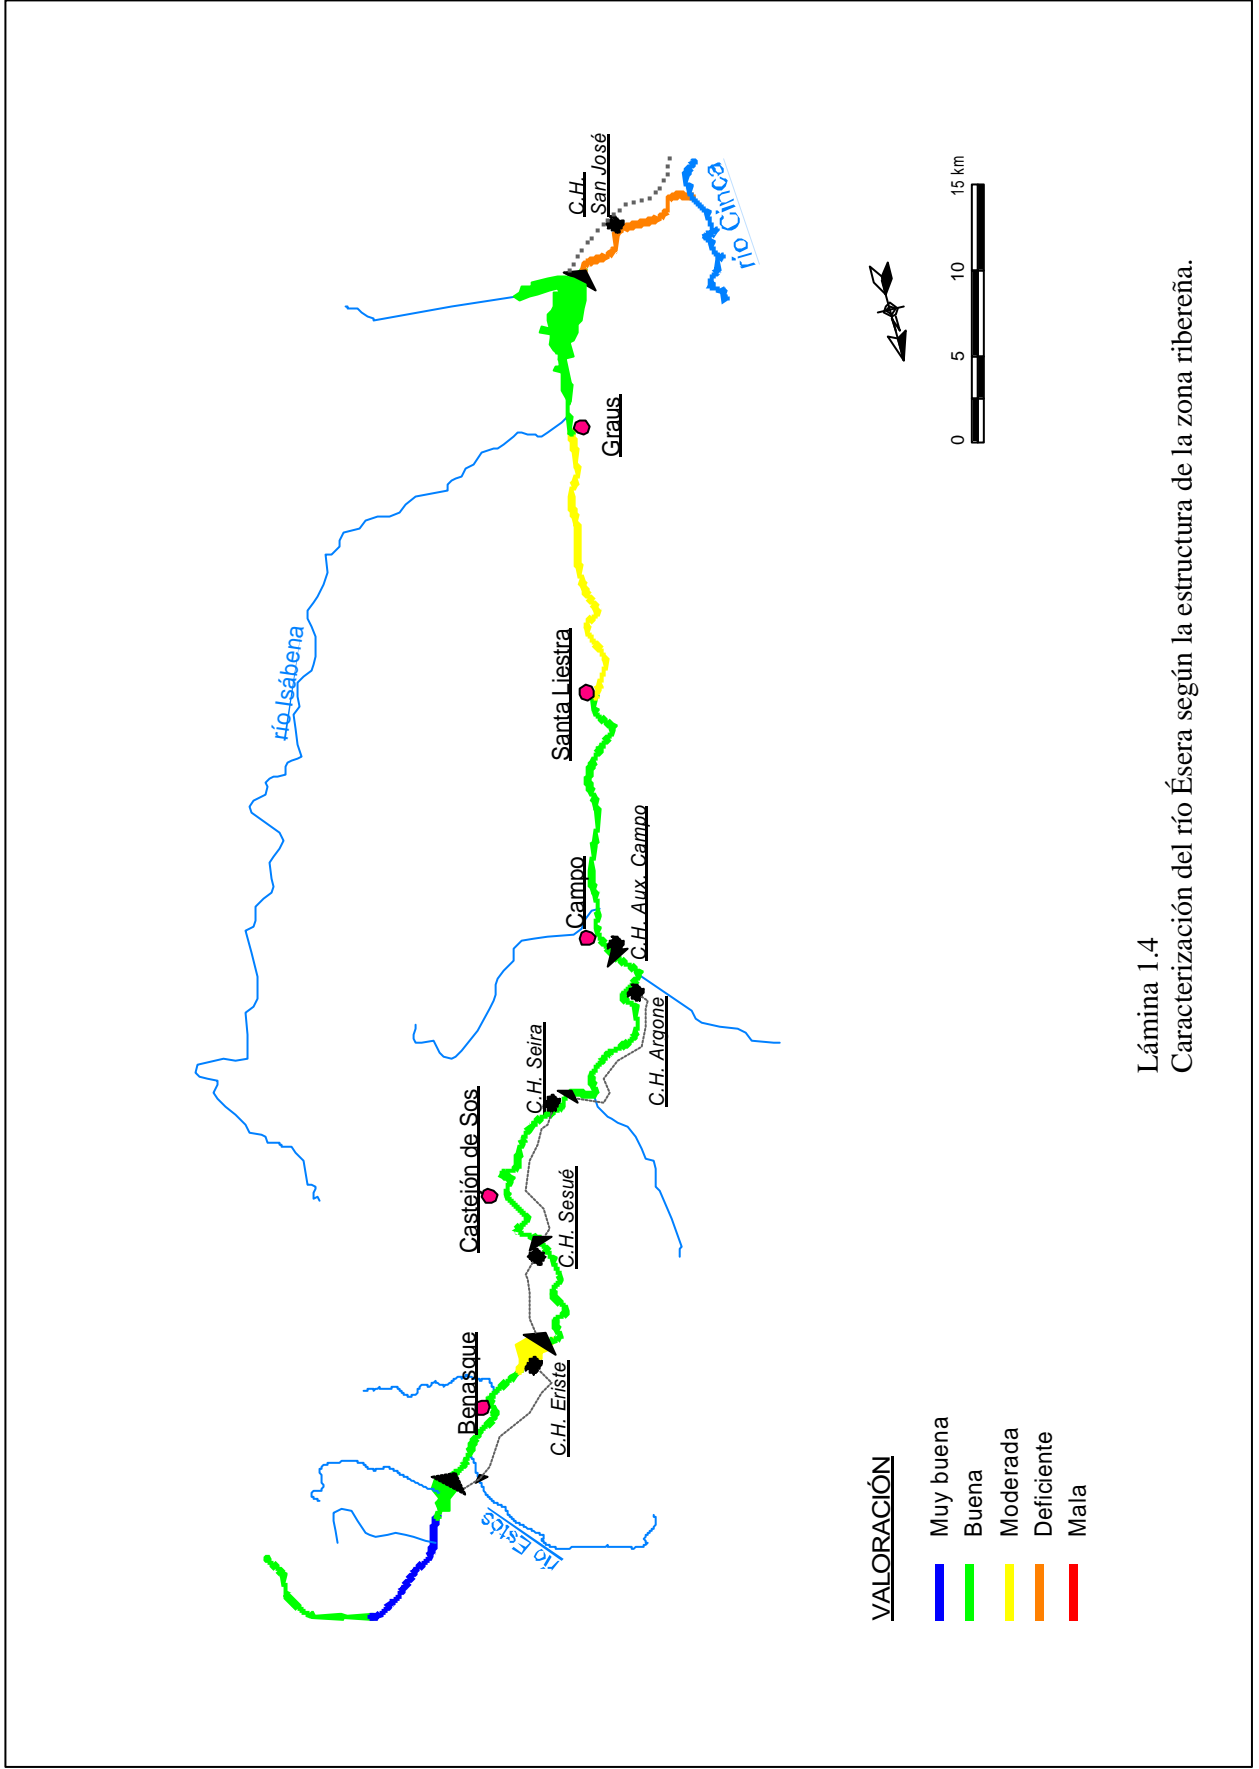 río Isábena
río Estós
Benasque
C.H. Eriste
Castejón de Sos
C.H. Sesué
C.H. Seira
C.H. Argone
Campo
C.H. Aux. Campo
Santa Liestra
Graus
C.H.
San José
río Cinca
VALORACIÓN
Muy buena
Buena
Moderada
Deficiente
Mala
0 5 10 15 km
Lámina 1.4
Caracterización del río Ésera según la estructura de la zona ribereña.